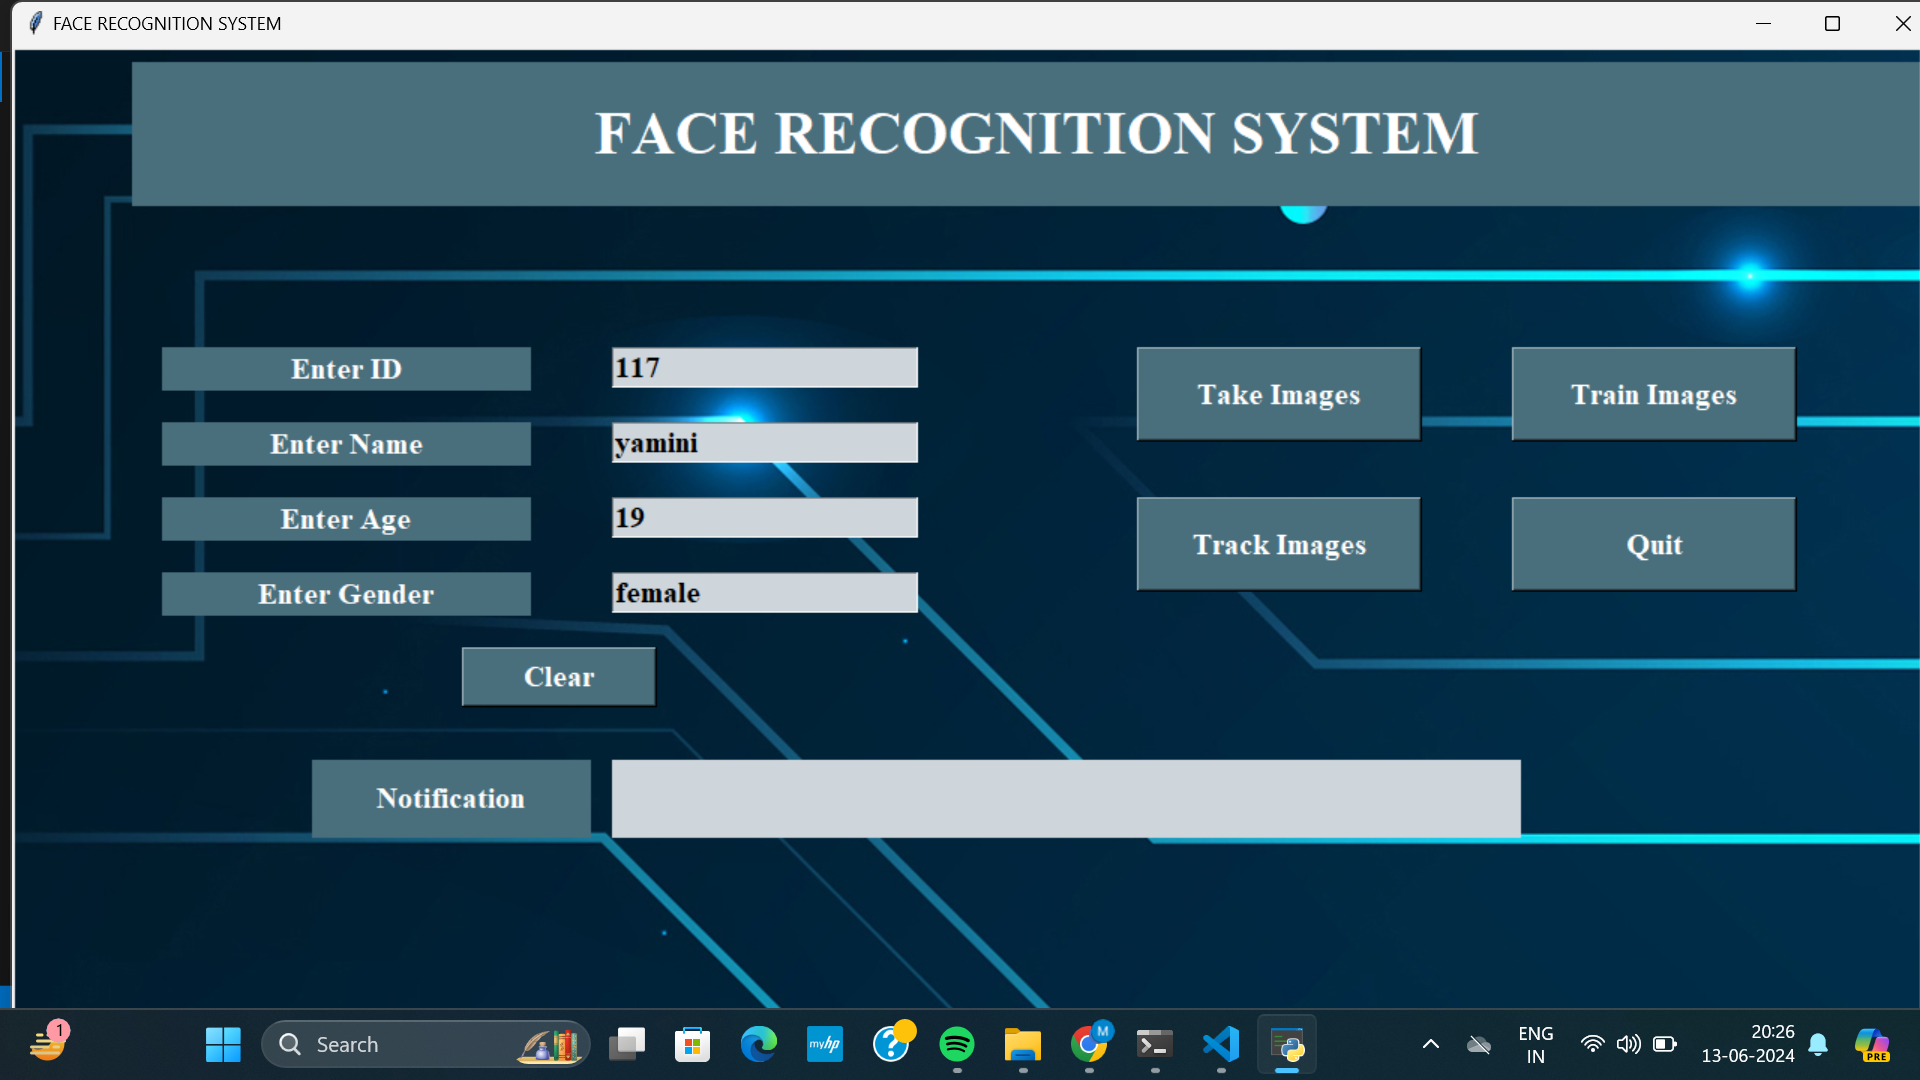 FACE RECOGNITION SYSTEM
FACE RECOGNITION SYSTEM
Enter ID
117
Take Images
Train Images
Enter Name
yamini
Enter Age
19
Track Images
Quit
Enter Gender
female
Clear
Notification
1
Search
myhp
?
M
ENG
IN
20:26
13-06-2024
PRE